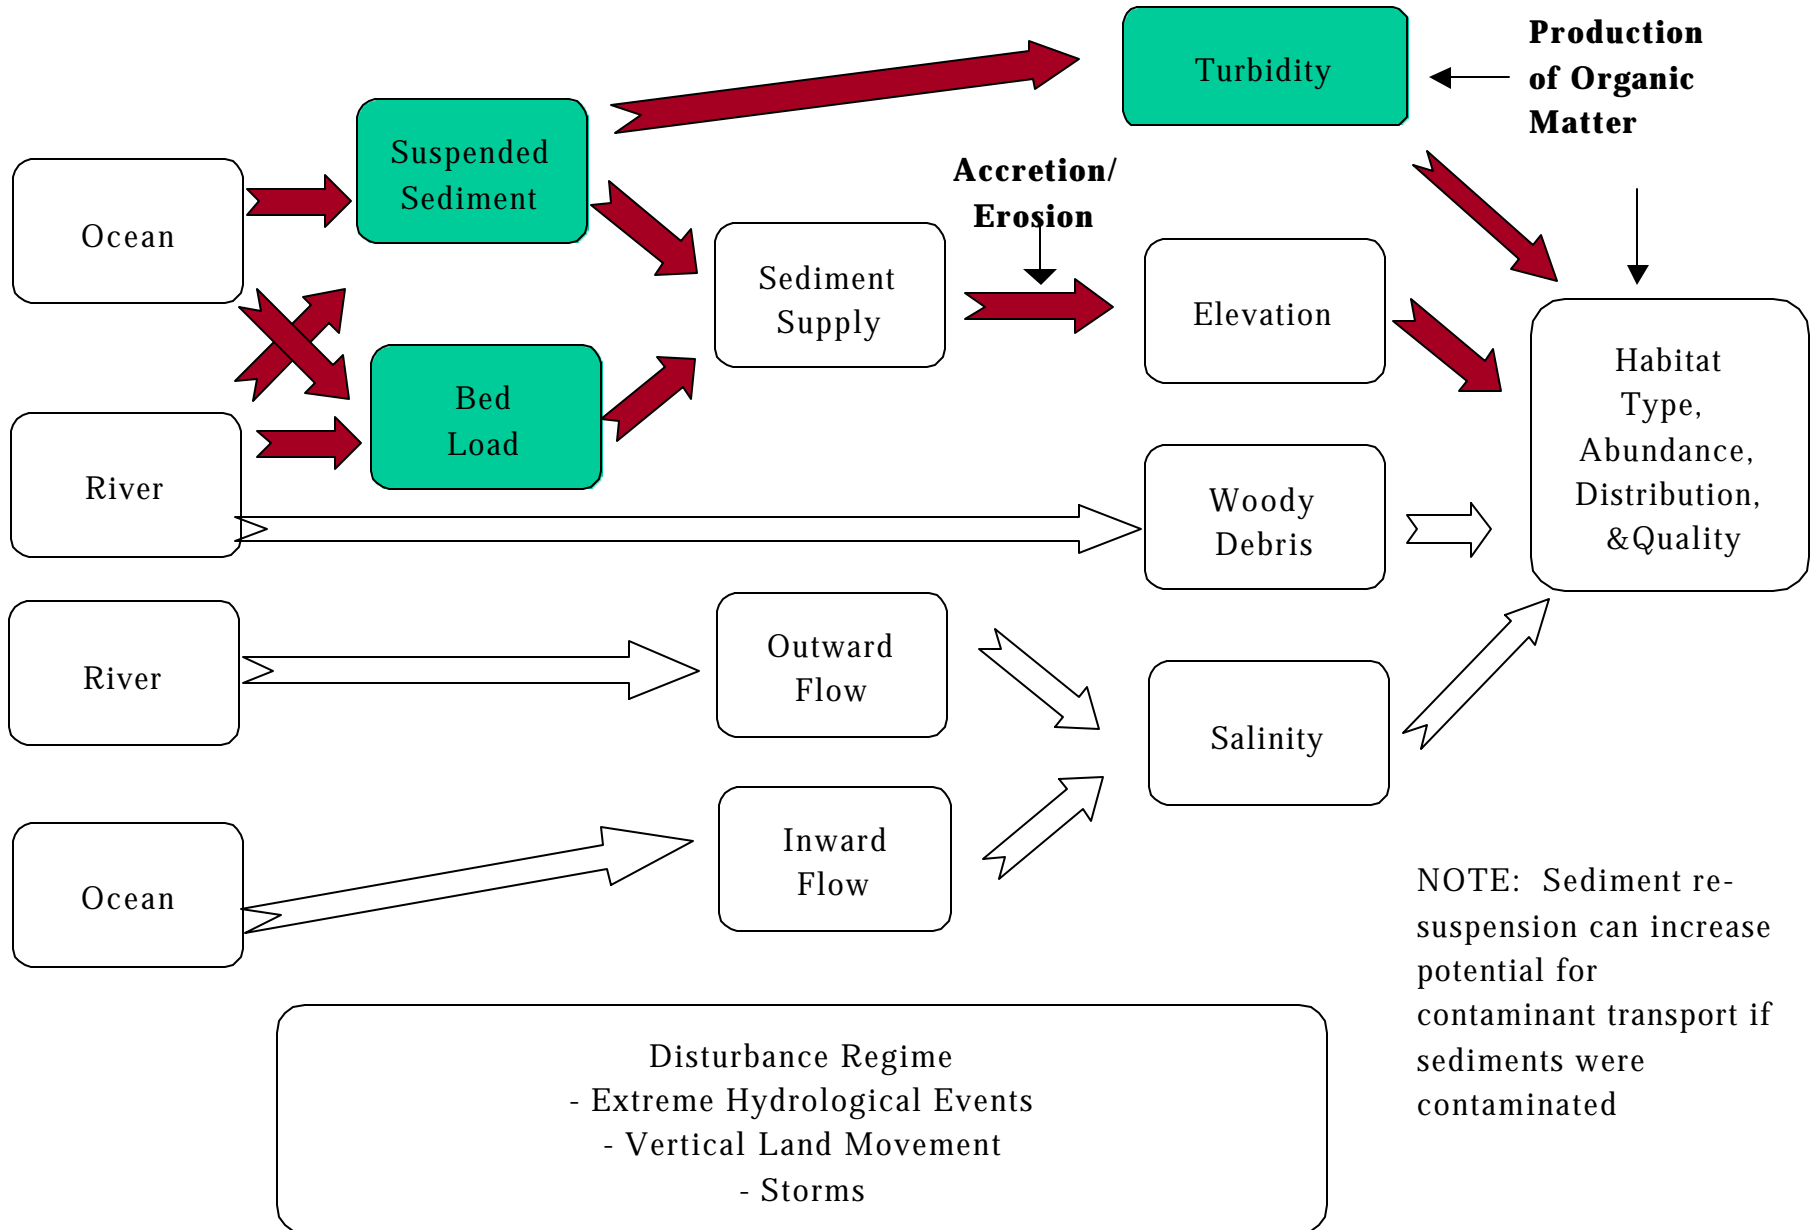 Turbidity
Production
of Organic
Matter
Suspended
Sediment
Accretion/
Erosion
Ocean
Sediment
Supply
Elevation
Habitat
Type,
Abundance,
Distribution,
&Quality
Bed
Load
River
Woody
Debris
River
Outward
Flow
Salinity
Ocean
Inward
Flow
NOTE: Sediment re-
suspension can increase
potential for
contaminant transport if
sediments were
contaminated
Disturbance Regime
- Extreme Hydrological Events
- Vertical Land Movement
- Storms